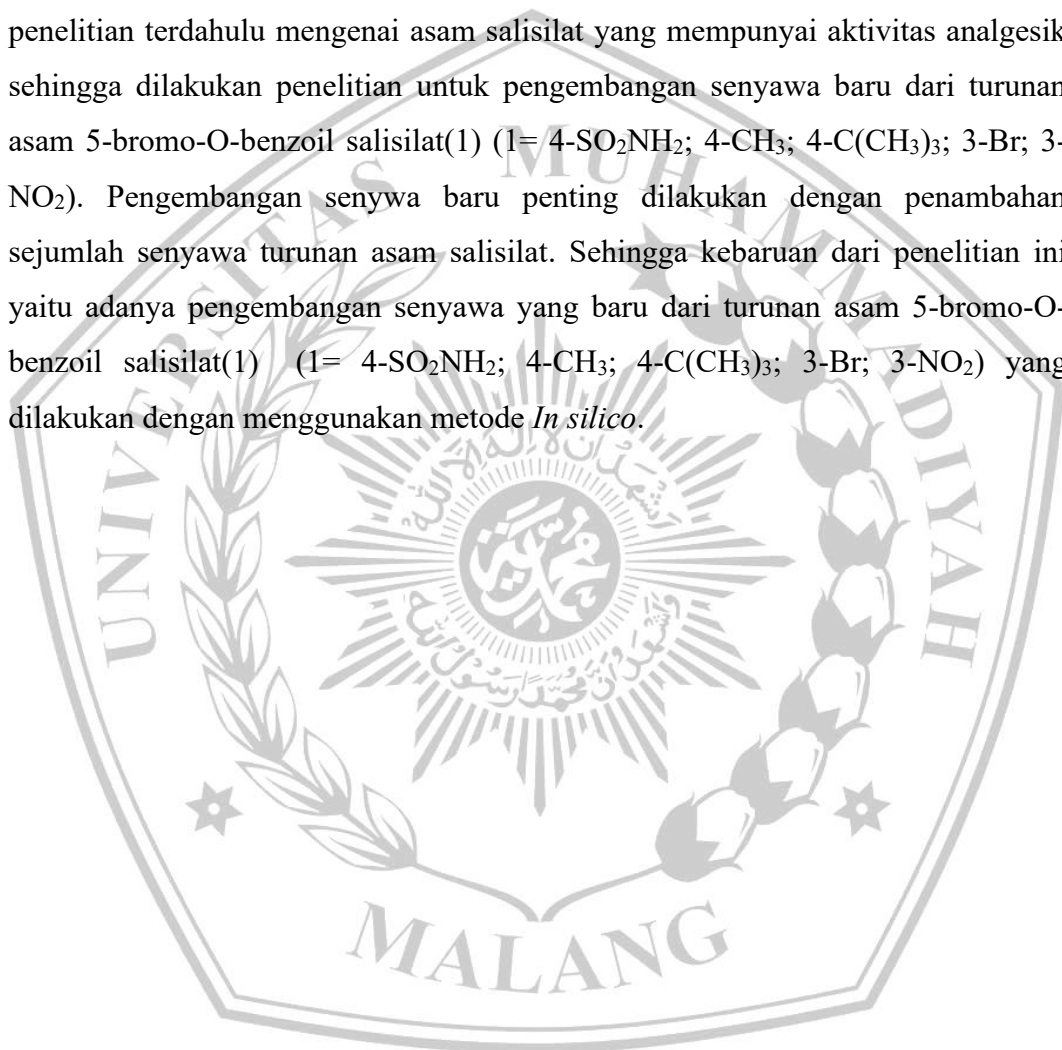 penelitian terdahulu mengenai asam salisilat yang mempunyai aktivitas analgesik
sehingga dilakukan penelitian untuk pengembangan senyawa baru dari turunan
asam 5-bromo-O-benzoil salisilat(1) (1= 4-SO₂NH₂; 4-CH₃; 4-C(CH₃)₃; 3-Br; 3-
NO₂). Pengembangan senywa baru penting dilakukan dengan penambahan
sejumlah senyawa turunan asam salisilat. Sehingga kebaruan dari penelitian ini
yaitu adanya pengembangan senyawa yang baru dari turunan asam 5-bromo-O-
benzoil salisilat(1) (1= 4-SO₂NH₂; 4-CH₃; 4-C(CH₃)₃; 3-Br; 3-NO₂) yang
dilakukan dengan menggunakan metode In silico.
UNIVERSITAS MUHAMMADIYAH
MALANG